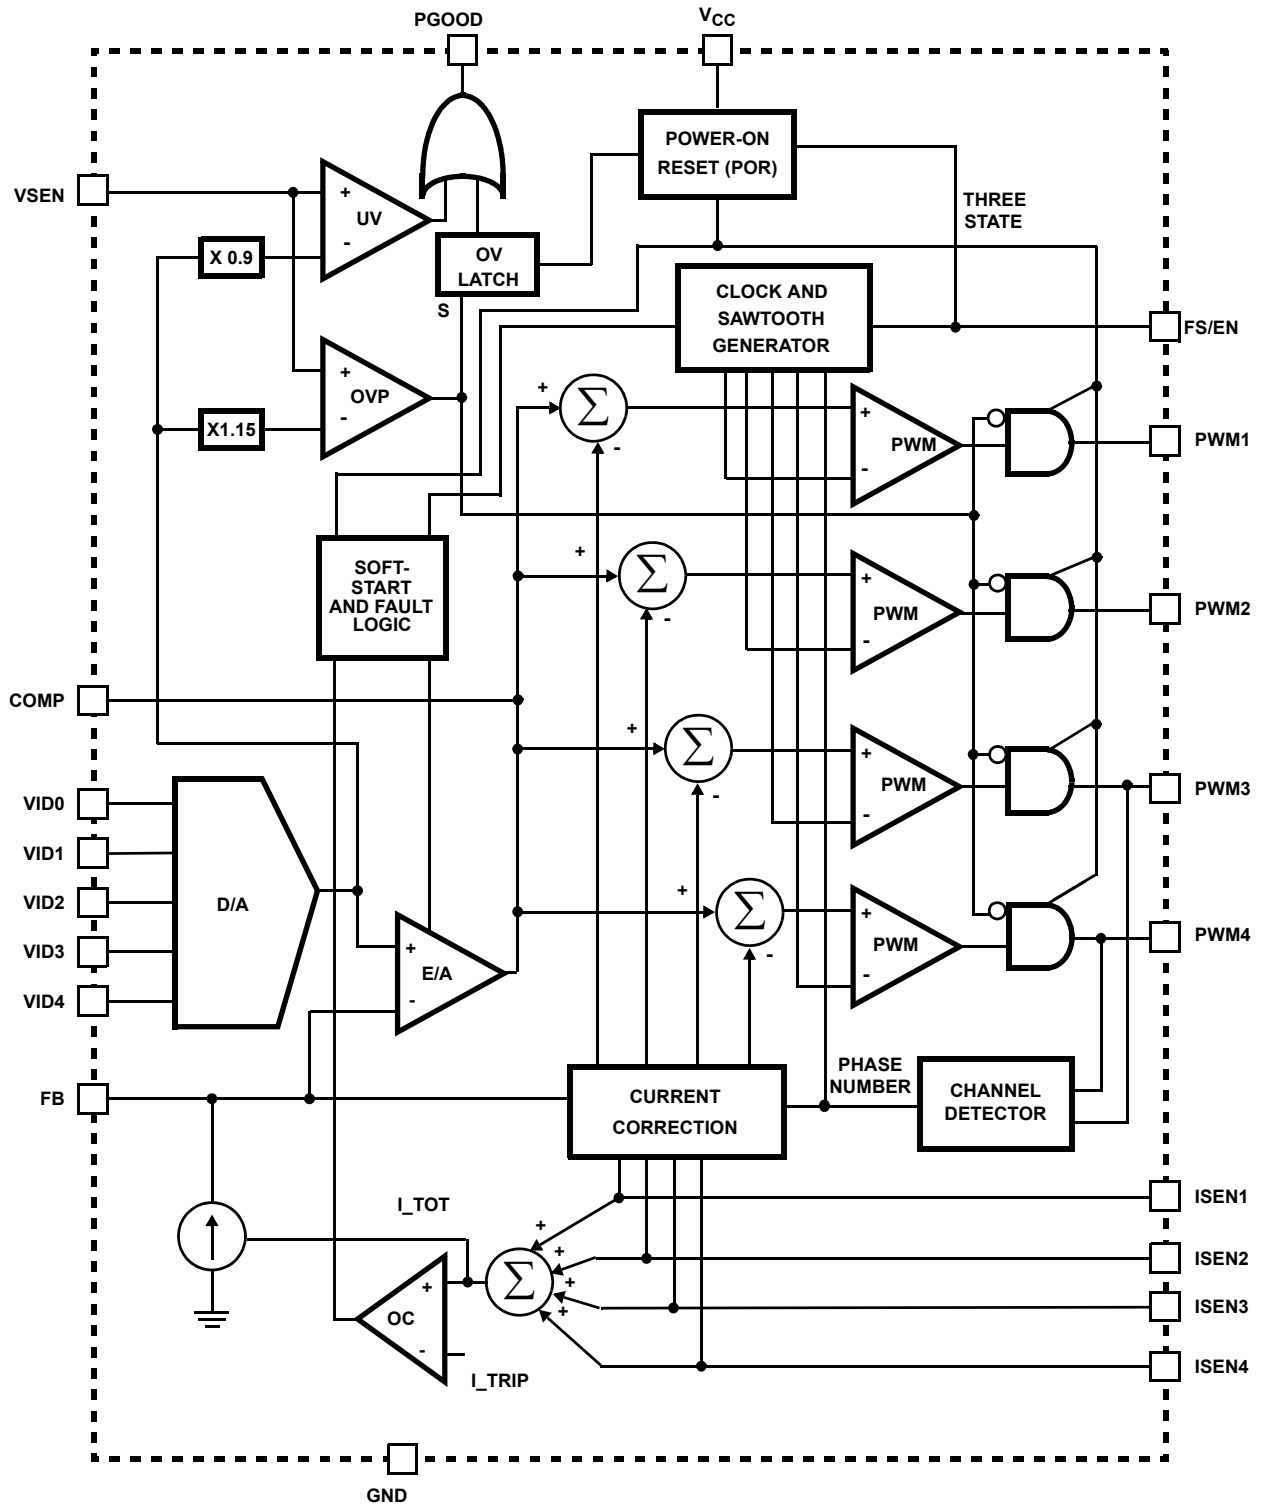 PGOOD
VCC
POWER-ON
RESET (POR)
VSEN
+
UV
-
THREE
STATE
X 0.9
OV
LATCH
S
CLOCK AND
SAWTOOTH
GENERATOR
FS/EN
+
OVP
-
X1.15
+
Σ
-
+
PWM
-
PWM1
SOFT-
START
AND FAULT
LOGIC
+
Σ
-
+
PWM
-
PWM2
COMP
+
Σ
-
+
PWM
-
PWM3
VID0
VID1
VID2
VID3
VID4
D/A
+
E/A
-
+
Σ
-
+
PWM
-
PWM4
FB
CURRENT
CORRECTION
PHASE
NUMBER
CHANNEL
DETECTOR
I_TOT
+
+
+
+
Σ
ISEN1
ISEN2
ISEN3
ISEN4
+
OC
-
I_TRIP
GND